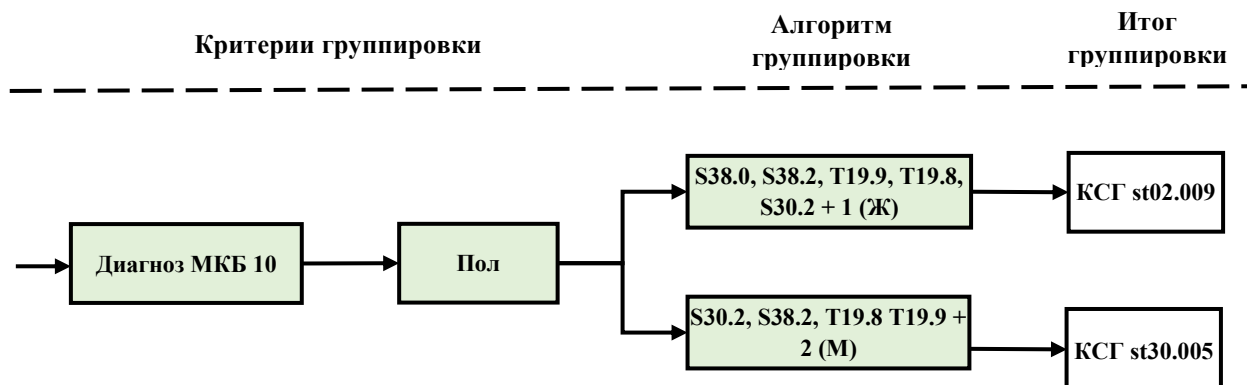 Критерии группировки
Алгоритм
группировки
Итог
группировки
S38.0, S38.2, T19.9, T19.8,
S30.2 + 1 (Ж)
КСГ st02.009
Диагноз МКБ 10
Пол
S30.2, S38.2, T19.8 T19.9 +
2 (М)
КСГ st30.005